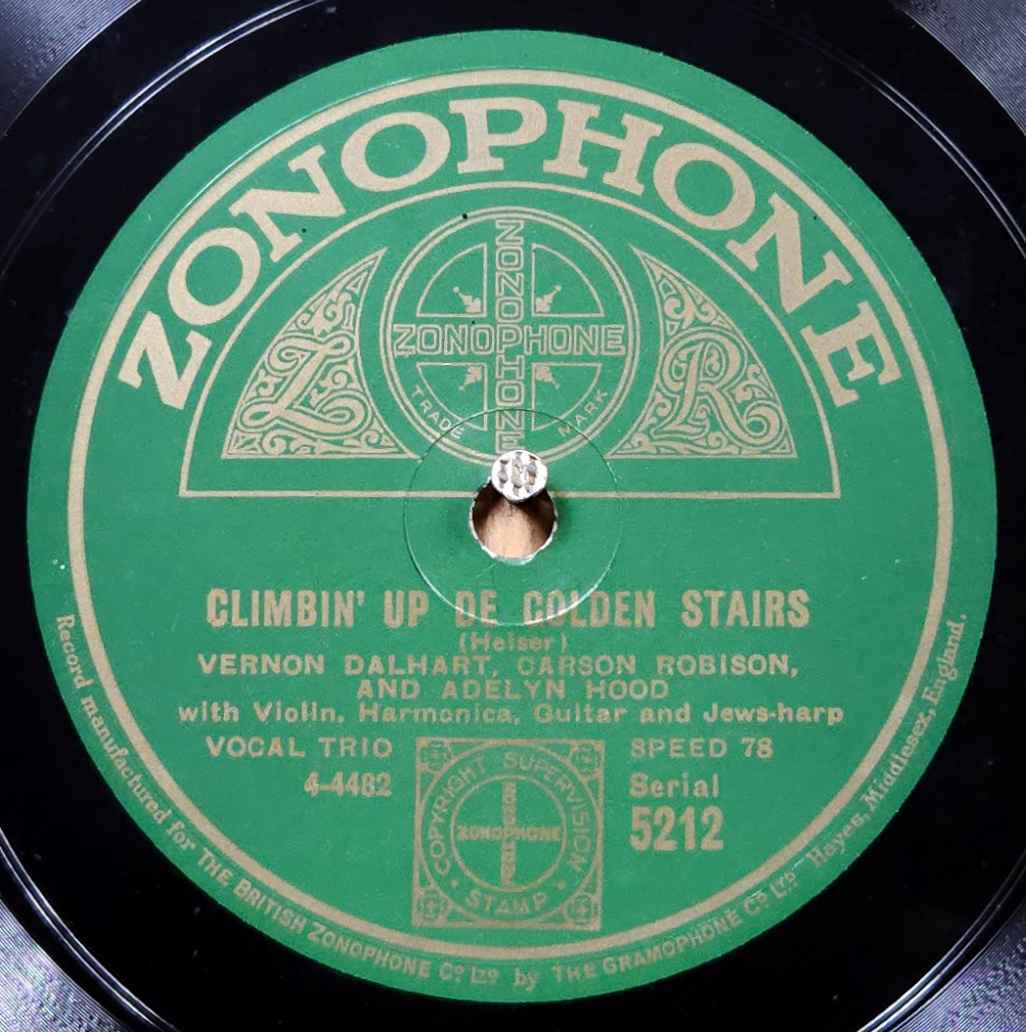 ZONOPHONE
ZONOPHONE
ZONOPHONE
TRADE MARK
Z R
CLIMBIN' UP DE GOLDEN STAIRS
(Heiser)
VERNON DALHART, CARSON ROBISON,
AND ADELYN HOOD
with Violin, Harmonica, Guitar and Jews-harp
VOCAL TRIO
SPEED 78
4-4482
Serial
5212
COPYRIGHT SUPERVISION
STAMP
ZONOPHONE
Record manufactured for THE BRITISH ZONOPHONE Co. LTD by THE GRAMOPHONE Co. LTD Hayes, Middlesex, England.